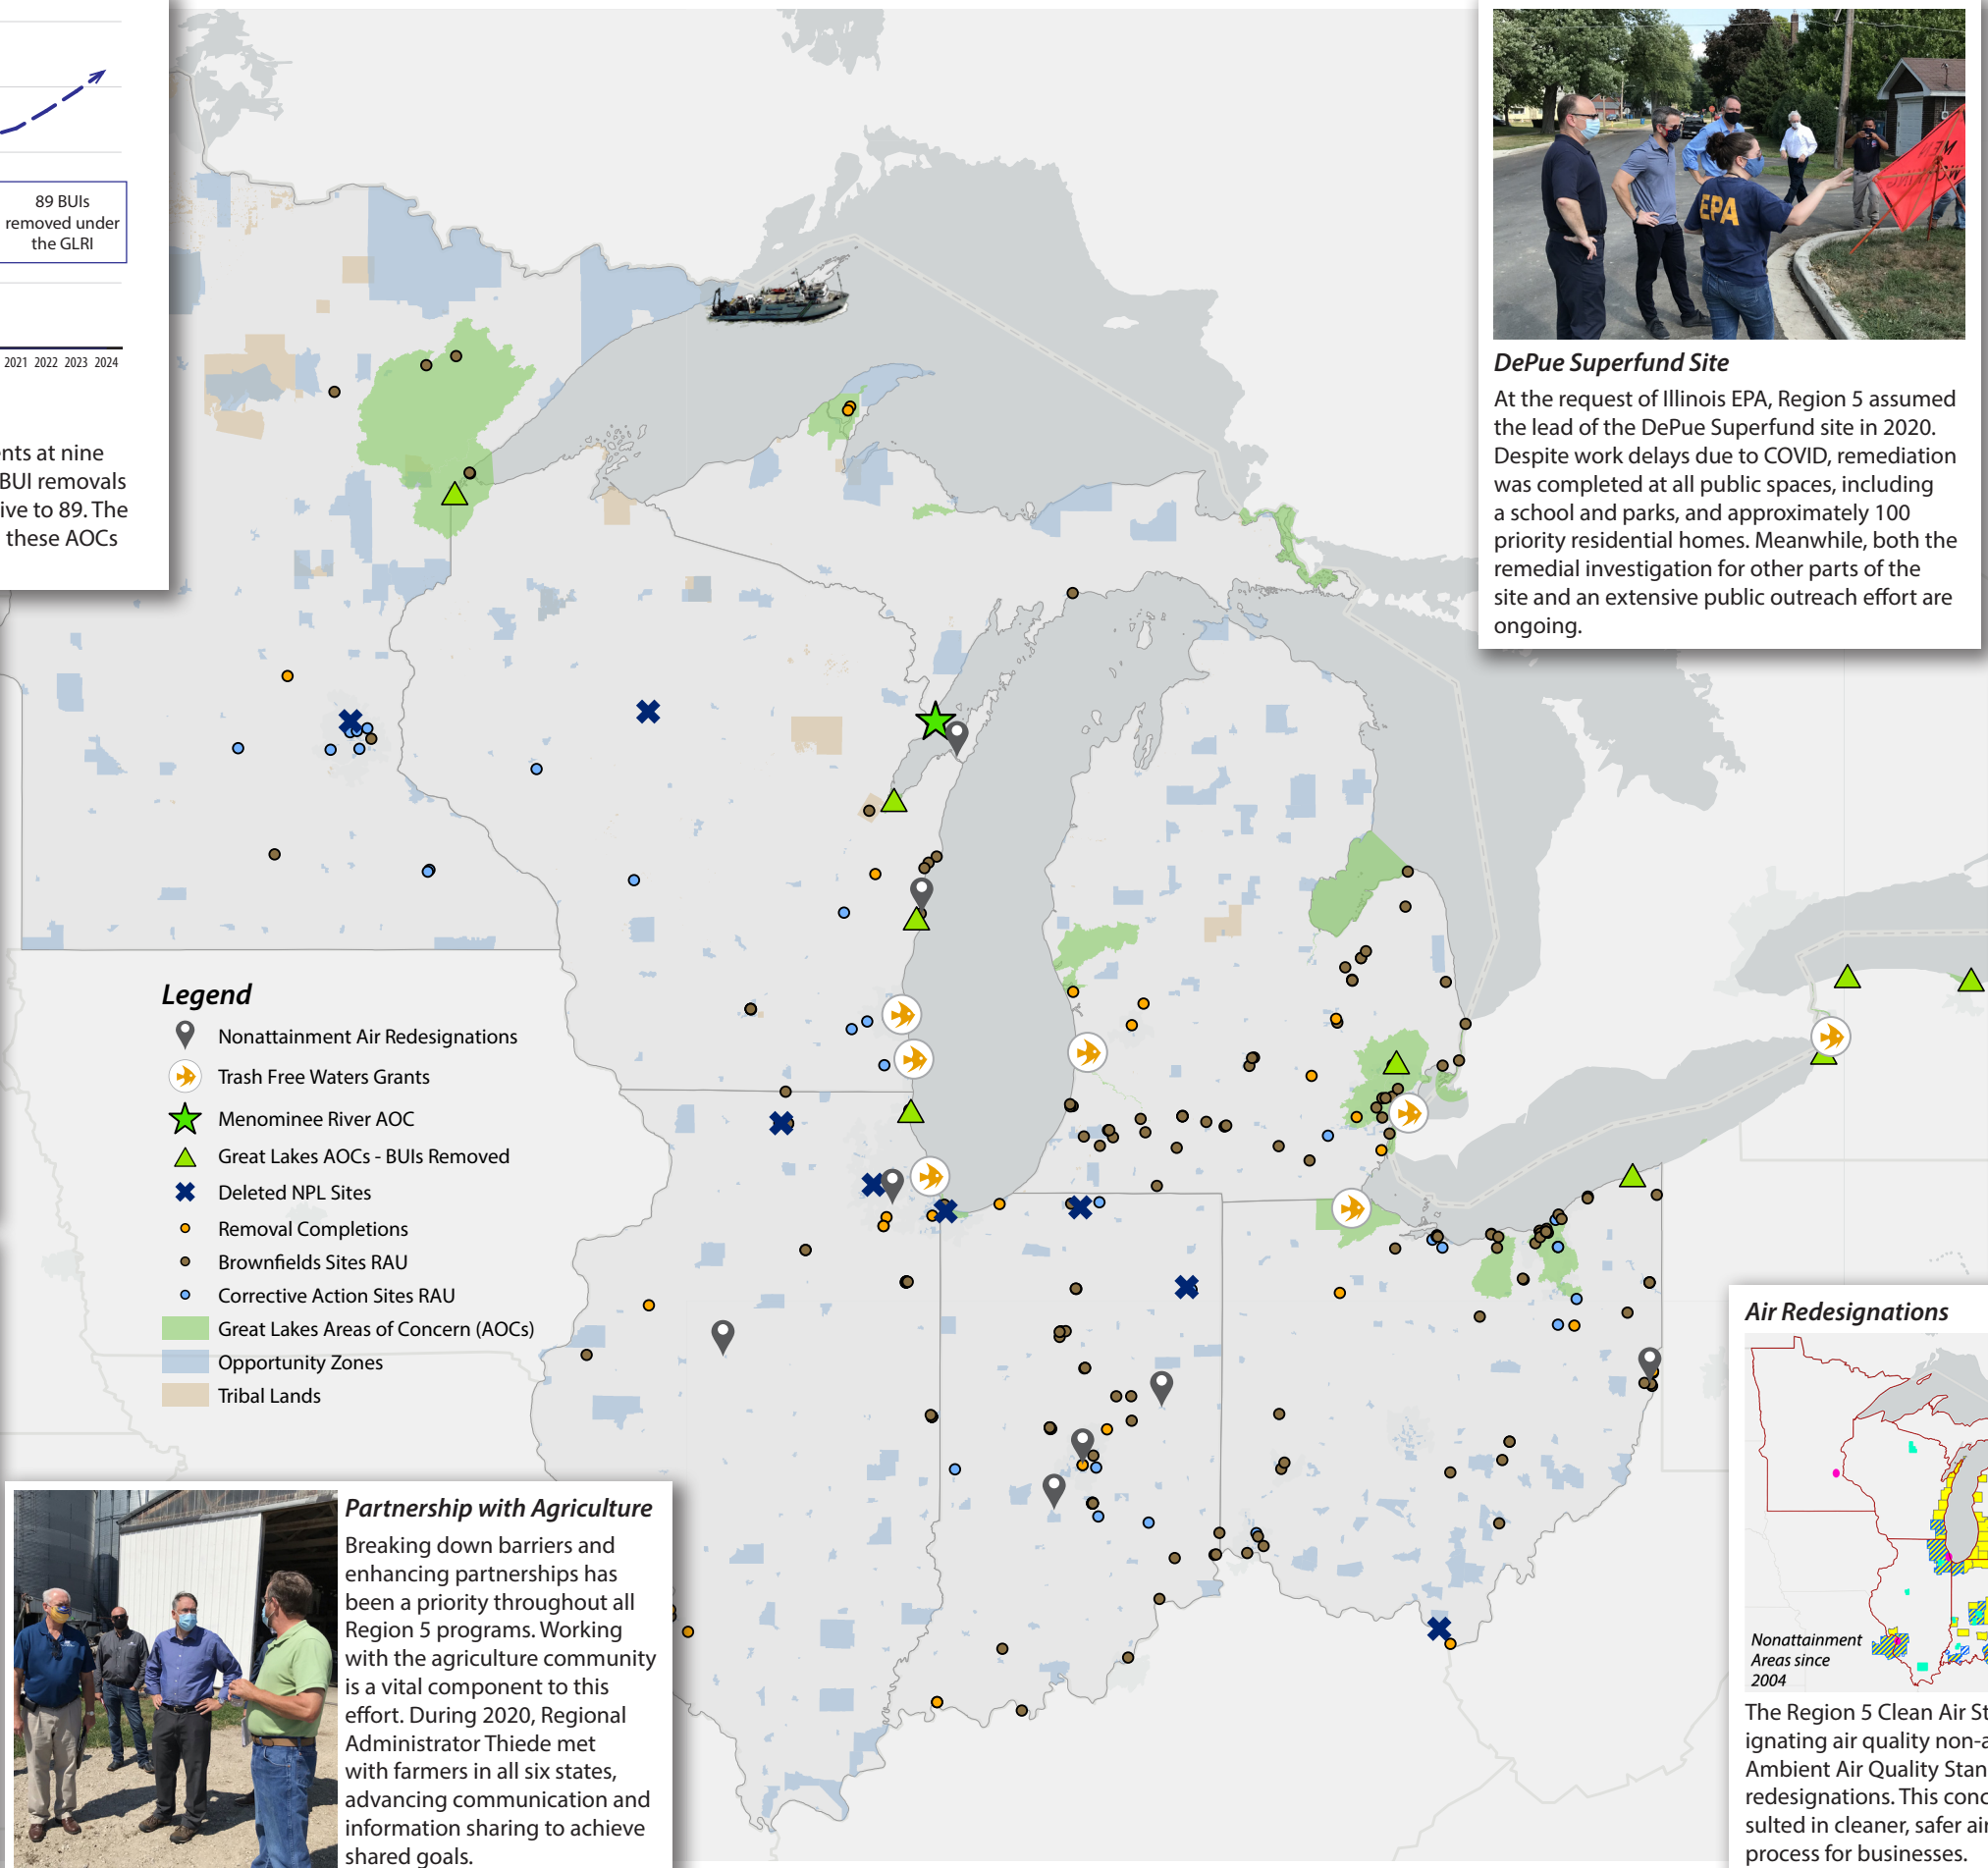 89 BUIs
removed under
the GLRI
2021 2022 2023 2024
ents at nine
BUI removals
ive to 89. The
these AOCs
EPA
DePue Superfund Site
At the request of Illinois EPA, Region 5 assumed
the lead of the DePue Superfund site in 2020.
Despite work delays due to COVID, remediation
was completed at all public spaces, including
a school and parks, and approximately 100
priority residential homes. Meanwhile, both the
remedial investigation for other parts of the
site and an extensive public outreach effort are
ongoing.
Legend
Nonattainment Air Redesignations
Trash Free Waters Grants
Menominee River AOC
Great Lakes AOCs - BUIs Removed
Deleted NPL Sites
Removal Completions
Brownfields Sites RAU
Corrective Action Sites RAU
Great Lakes Areas of Concern (AOCs)
Opportunity Zones
Tribal Lands
Partnership with Agriculture
Breaking down barriers and
enhancing partnerships has
been a priority throughout all
Region 5 programs. Working
with the agriculture community
is a vital component to this
effort. During 2020, Regional
Administrator Thiede met
with farmers in all six states,
advancing communication and
information sharing to achieve
shared goals.
Air Redesignations
Nonattainment
Areas since
2004
The Region 5 Clean Air St
ignating air quality non-a
Ambient Air Quality Stan
redesignations. This conc
sulted in cleaner, safer air
process for businesses.